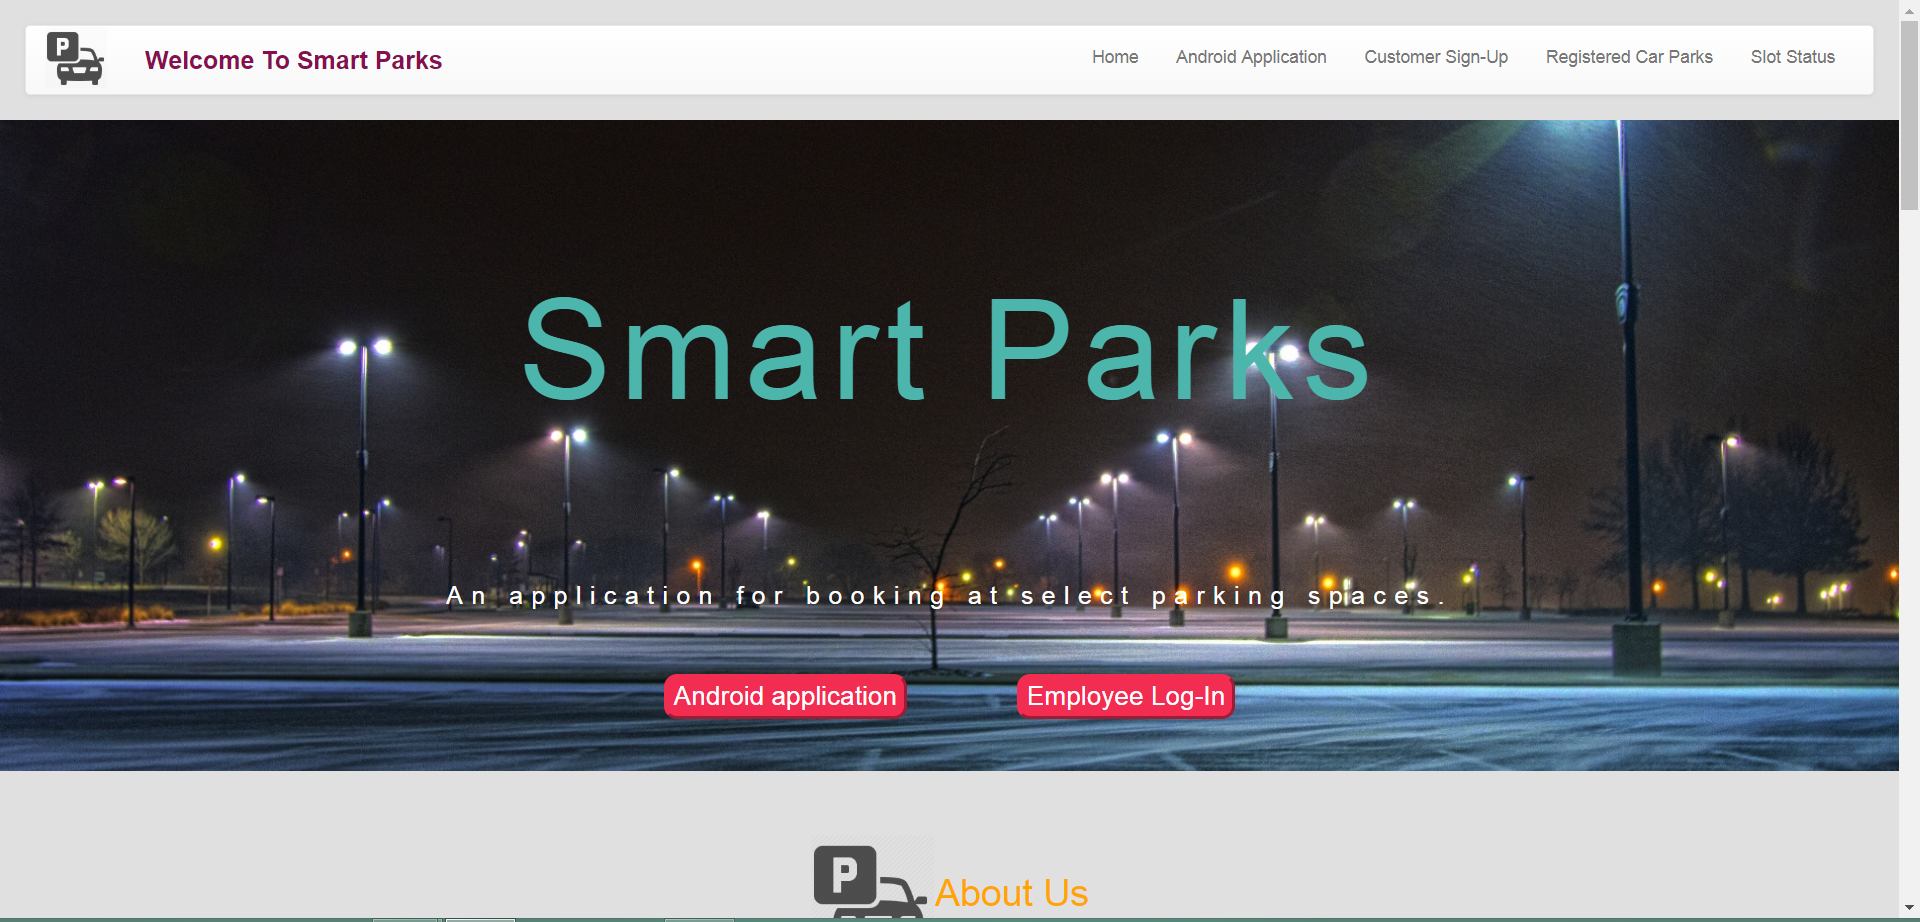 P
Welcome To Smart Parks
Home
Android Application
Customer Sign-Up
Registered Car Parks
Slot Status
Smart Parks
An application for booking at select parking spaces.
Android application
Employee Log-In
P
About Us